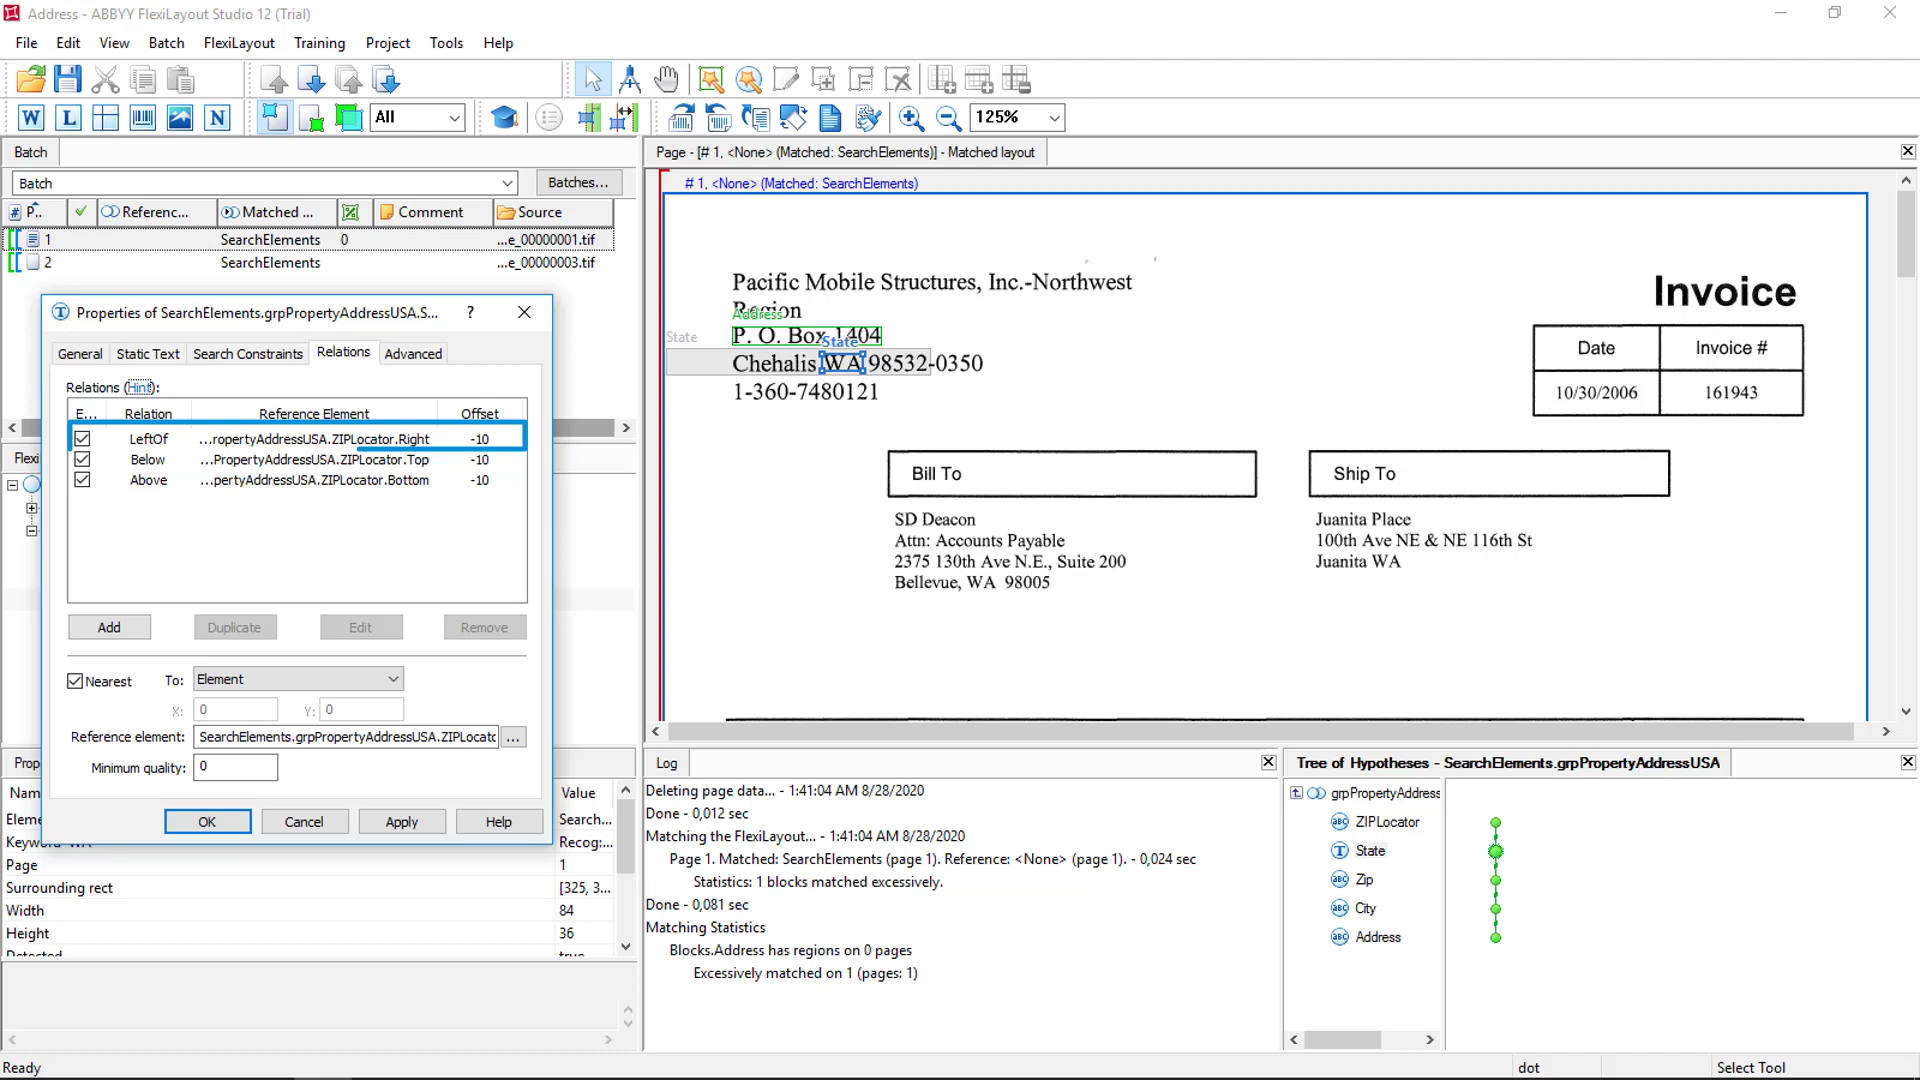 Address - ABBYY FlexiLayout Studio 12 (Trial)
File Edit View Batch FlexiLayout Training Project Tools Help
W L N All 125%
Batch
Batch Batches...
# P.. Referenc... Matched ... Comment Source
1 SearchElements 0 ...e_00000001.tif
2 SearchElements ...e_00000003.tif
Flexi
Properties of SearchElements.grpPropertyAddressUSA.S... ?
General Static Text Search Constraints Relations Advanced
Relations (Hint):
E... Relation Reference Element Offset
LeftOf ...ropertyAddressUSA.ZIPLocator.Right -10
Below ...PropertyAddressUSA.ZIPLocator.Top -10
Above ...pertyAddressUSA.ZIPLocator.Bottom -10
Add Duplicate Edit Remove
Nearest To: Element
X: 0 Y: 0
Reference element: SearchElements.grpPropertyAddressUSA.ZIPLocato ...
Minimum quality: 0
OK Cancel Apply Help
Prop
Nam Value
Eleme Search...
Keyword "WA" Recog:...
Page 1
Surrounding rect [325, 3...
Width 84
Height 36
Detected true
Page - [# 1, <None> (Matched: SearchElements)] - Matched layout
# 1, <None> (Matched: SearchElements)
Pacific Mobile Structures, Inc.-Northwest
Region
Address
P. O. Box 1404
State
State
Chehalis WA 98532-0350
1-360-7480121
Invoice
Date Invoice #
10/30/2006 161943
Bill To
SD Deacon
Attn: Accounts Payable
2375 130th Ave N.E., Suite 200
Bellevue, WA 98005
Ship To
Juanita Place
100th Ave NE & NE 116th St
Juanita WA
Log
Deleting page data... - 1:41:04 AM 8/28/2020
Done - 0,012 sec
Matching the FlexiLayout... - 1:41:04 AM 8/28/2020
Page 1. Matched: SearchElements (page 1). Reference: <None> (page 1). - 0,024 sec
Statistics: 1 blocks matched excessively.
Done - 0,081 sec
Matching Statistics
Blocks.Address has regions on 0 pages
Excessively matched on 1 (pages: 1)
Tree of Hypotheses - SearchElements.grpPropertyAddressUSA
grpPropertyAddress
abc ZIPLocator
T State
abc Zip
abc City
abc Address
Ready dot Select Tool